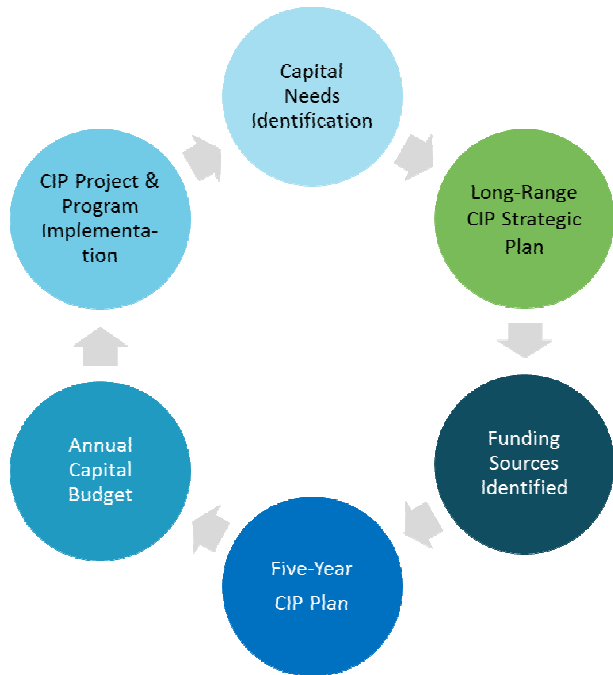 Capital
Needs
Identification
Long-Range
CIP Strategic
Plan
Funding
Sources
Identified
Five-Year
CIP Plan
Annual
Capital
Budget
CIP Project &
Program
Implementa-
tion